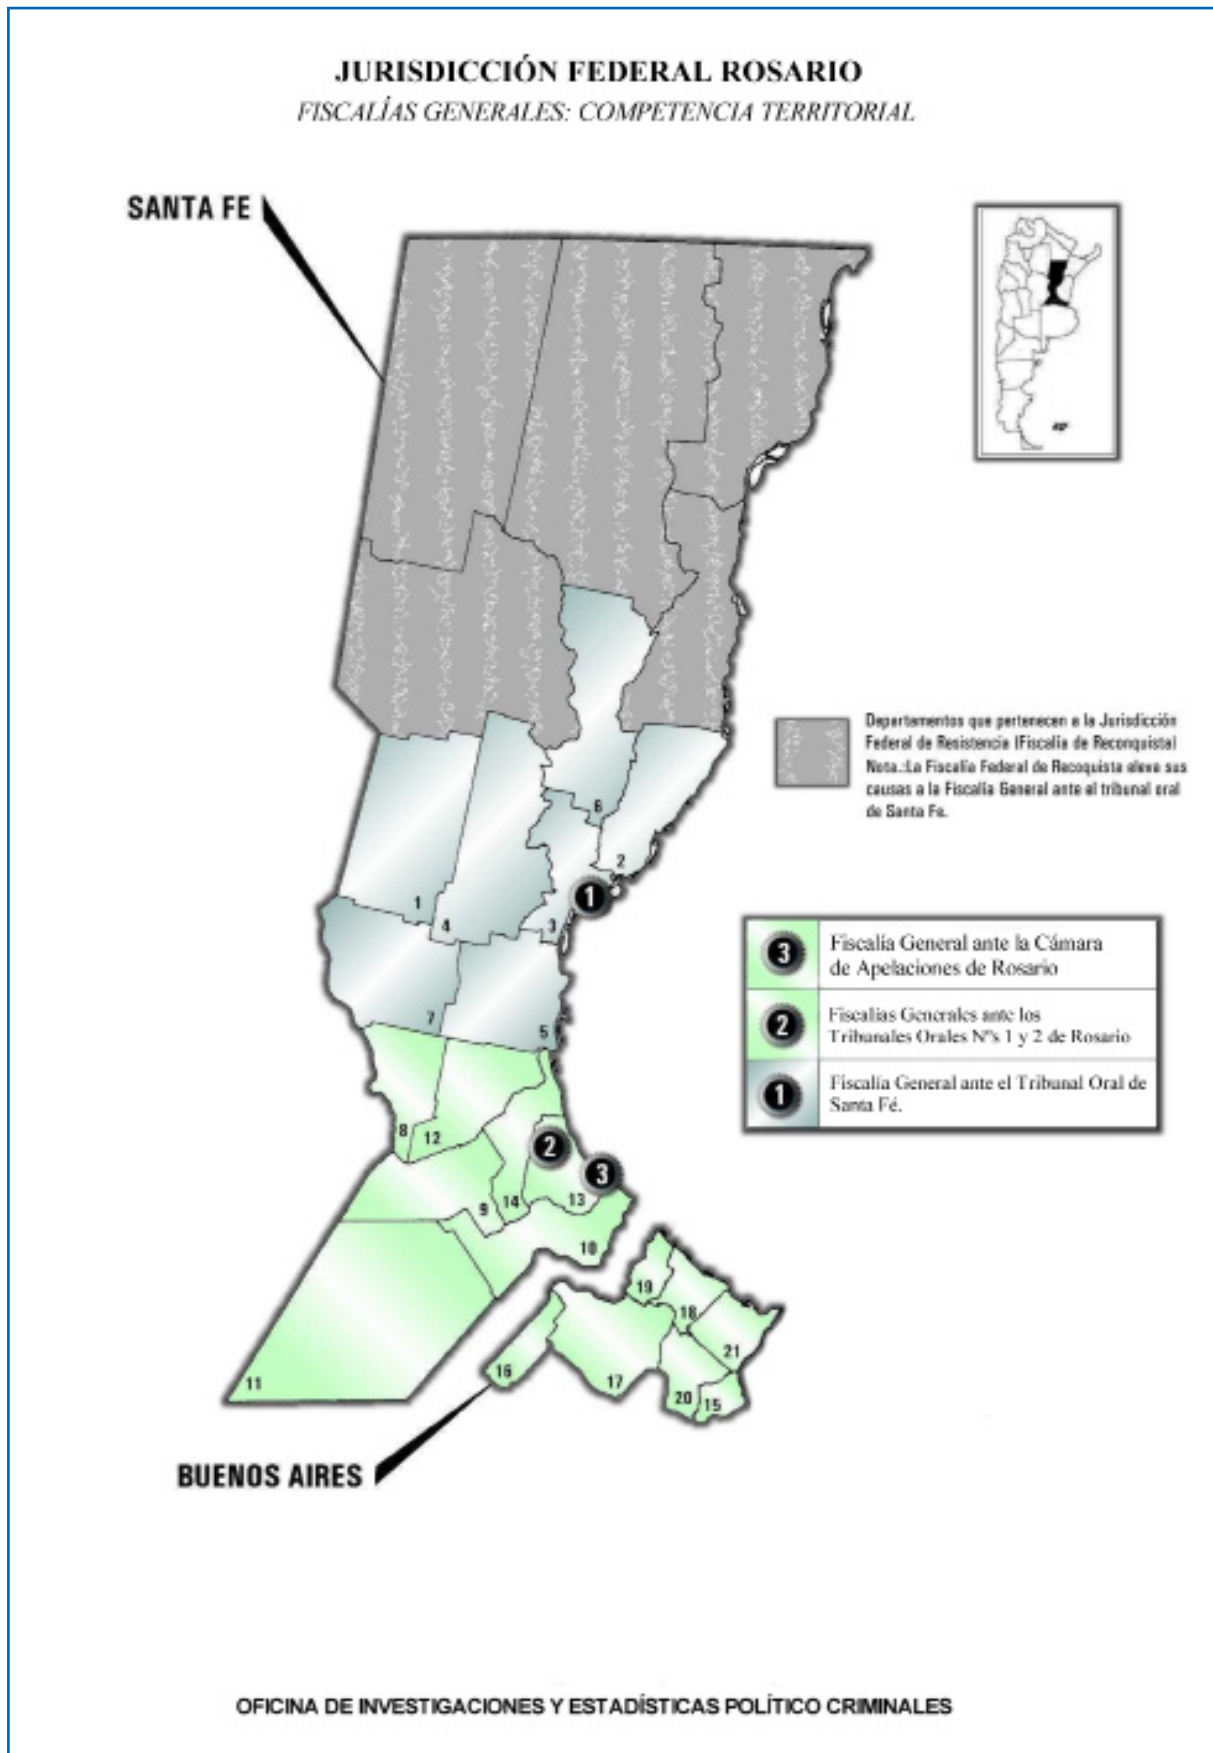 JURISDICCIÓN FEDERAL ROSARIO
FISCALÍAS GENERALES: COMPETENCIA TERRITORIAL
SANTA FE
Departamentos que pertenecen a la Jurisdicción
Federal de Resistencia (Fiscalía de Reconquista)
Nota.:La Fiscalía Federal de Recoquista eleva sus
causas a la Fiscalía General ante el tribunal oral
de Santa Fe.
6
2
1
1
4
3
7
5
3
Fiscalía General ante la Cámara
de Apelaciones de Rosario
2
Fiscalías Generales ante los
Tribunales Orales Nºs 1 y 2 de Rosario
1
Fiscalía General ante el Tribunal Oral de
Santa Fé.
8
12
2
3
9
14
13
10
11
19
18
21
16
17
20
15
BUENOS AIRES
OFICINA DE INVESTIGACIONES Y ESTADÍSTICAS POLÍTICO CRIMINALES